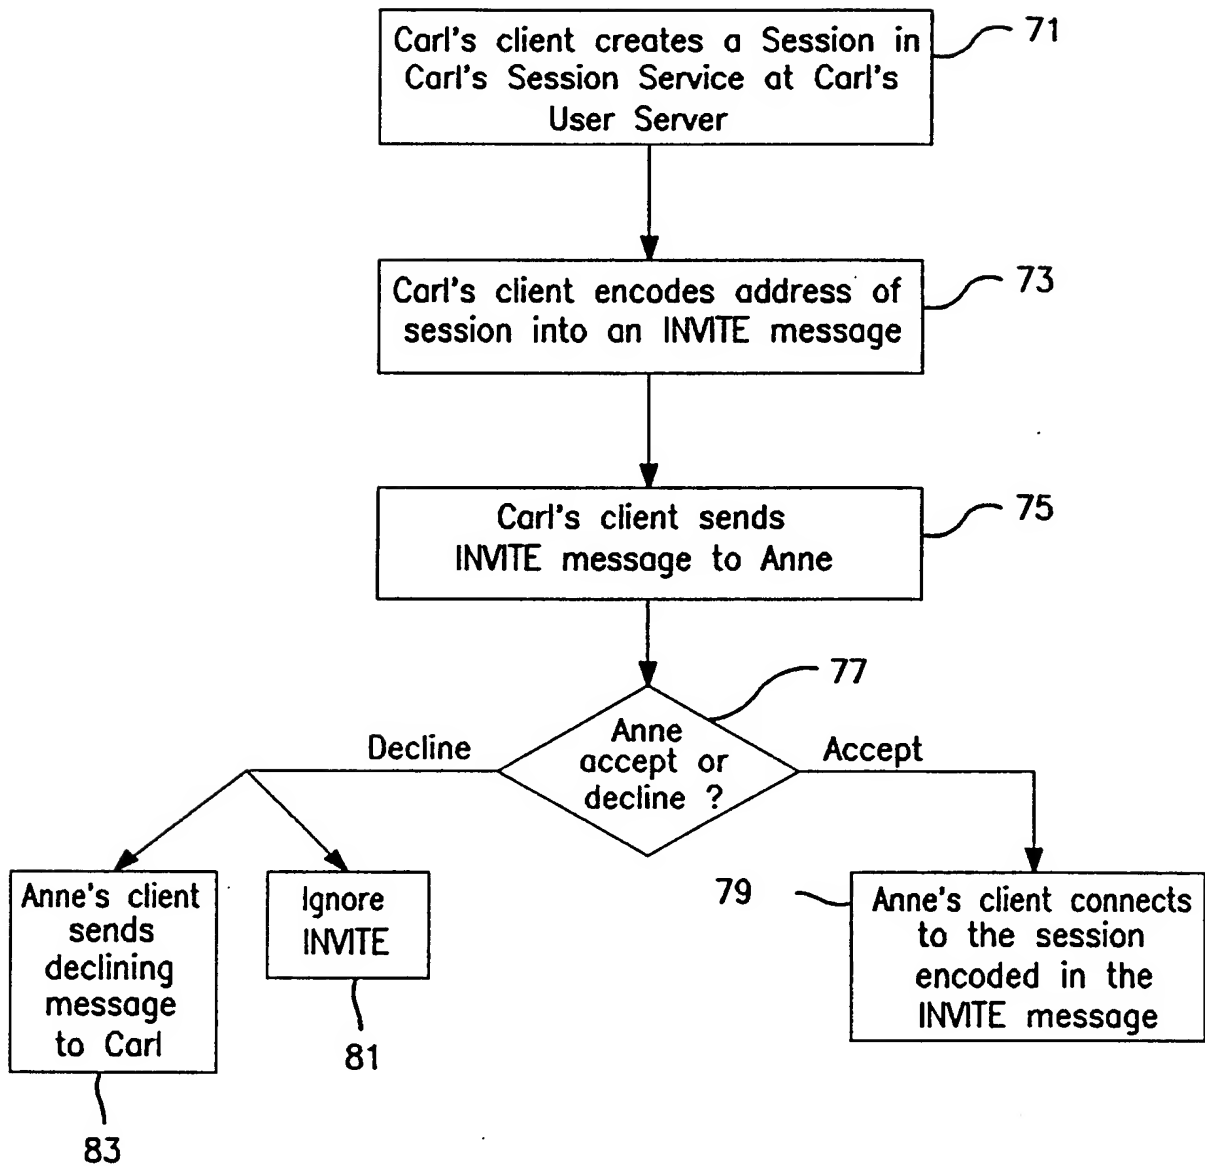 Carl's client creates a Session in
Carl's Session Service at Carl's
User Server
71
Carl's client encodes address of
session into an INVITE message
73
Carl's client sends
INVITE message to Anne
75
77
Anne
accept or
decline ?
Decline
Accept
Anne's client
sends
declining
message
to Carl
83
Ignore
INVITE
81
79
Anne's client connects
to the session
encoded in the
INVITE message